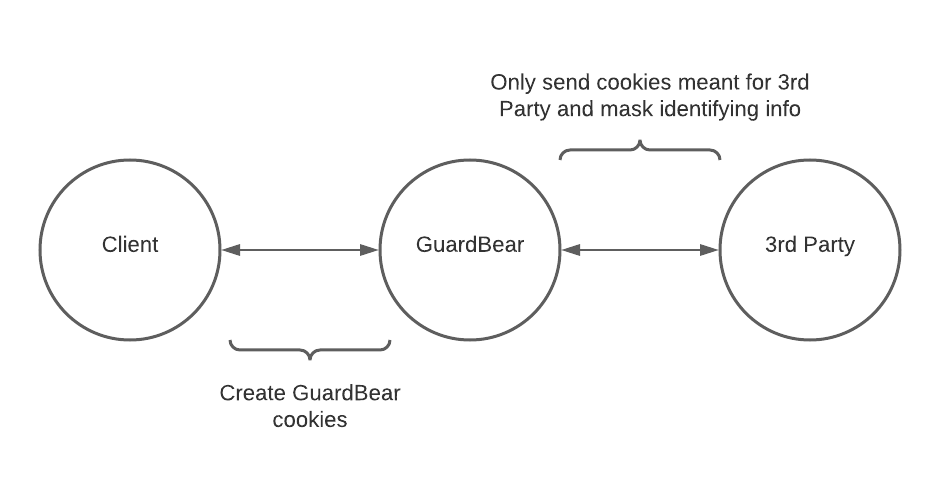 Only send cookies meant for 3rd
Party and mask identifying info
Client
GuardBear
3rd Party
Create GuardBear
cookies